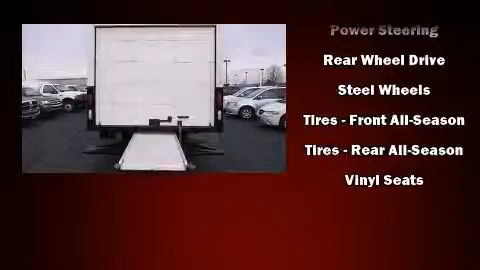 Power Steering
Rear Wheel Drive
Steel Wheels
Tires - Front All-Season
Tires - Rear All-Season
Vinyl Seats